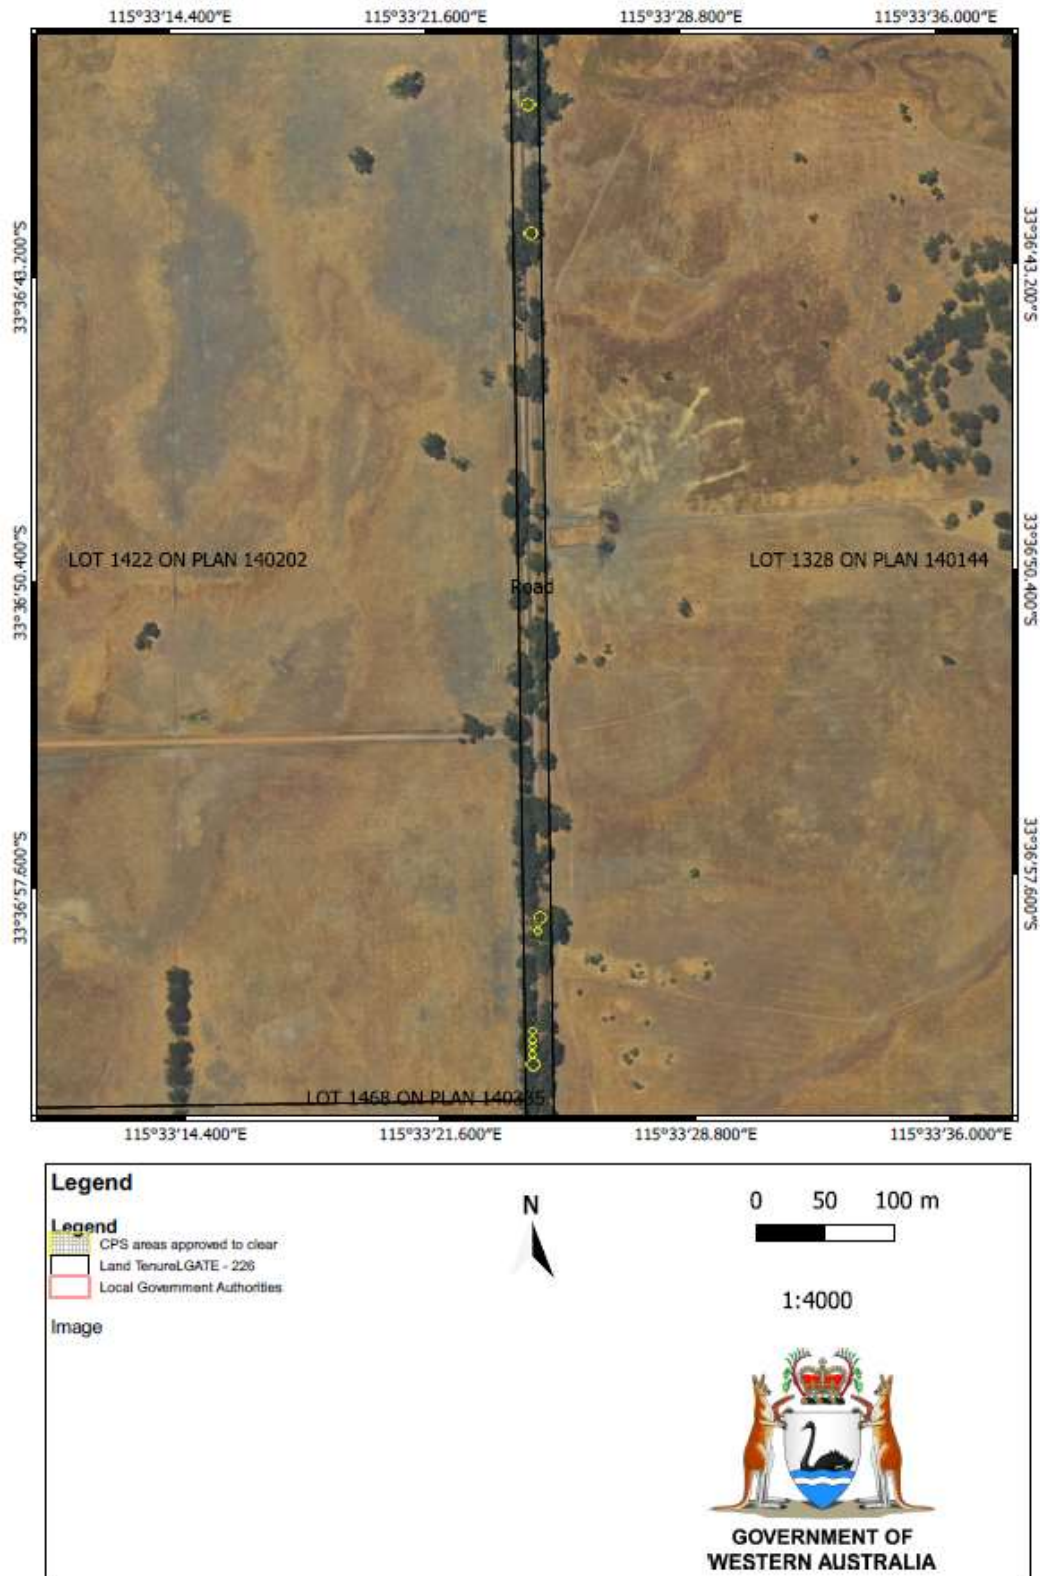 115°33'14.400"E 115°33'21.600"E 115°33'28.800"E 115°33'36.000"E
33°36'43.200"S
33°36'43.200"S
LOT 1422 ON PLAN 140202
LOT 1328 ON PLAN 140144
Road
33°36'50.400"S
33°36'50.400"S
33°36'57.600"S
33°36'57.600"S
LOT 1468 ON PLAN 140235
115°33'14.400"E 115°33'21.600"E 115°33'28.800"E 115°33'36.000"E
Legend
Legend
CPS areas approved to clear
Land TenureLGATE - 226
Local Government Authorities
Image
N
0 50 100 m
1:4000
GOVERNMENT OF
WESTERN AUSTRALIA